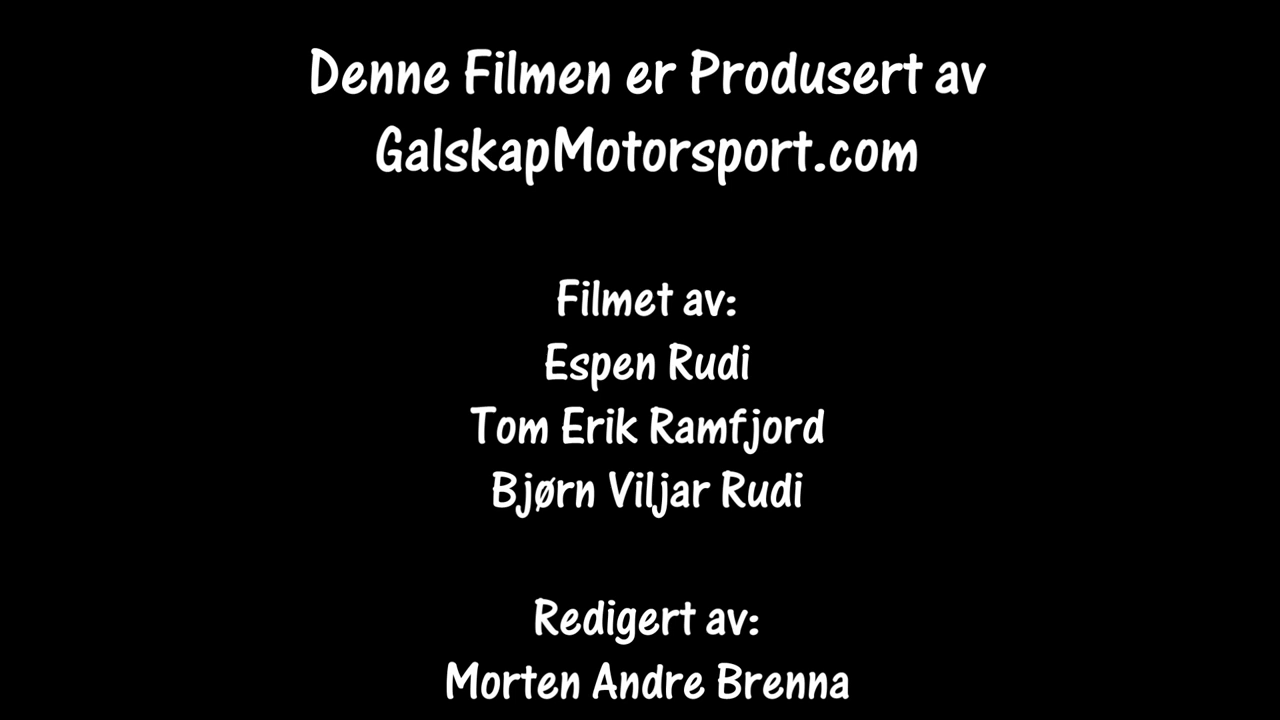 Denne Filmen er Produsert av
GalskapMotorsport.com
Filmet av:
Espen Rudi
Tom Erik Ramfjord
Bjørn Viljar Rudi
Redigert av:
Morten Andre Brenna